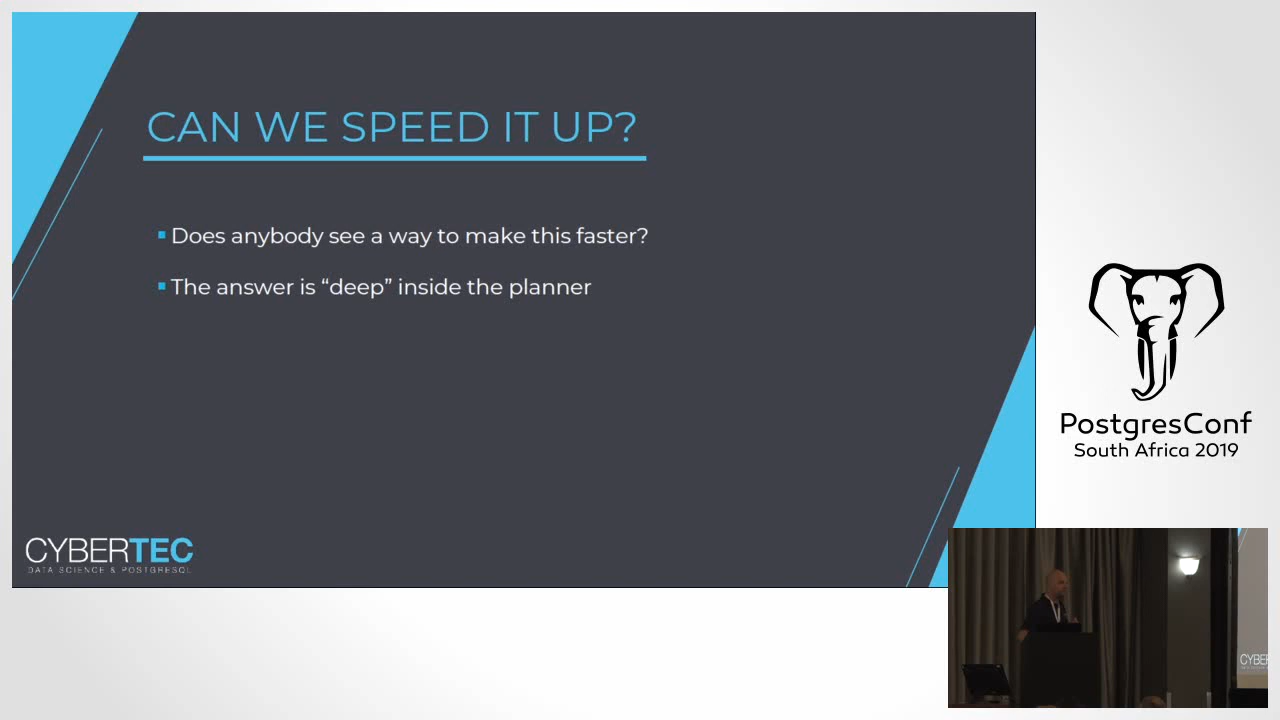 CAN WE SPEED IT UP?
Does anybody see a way to make this faster?
The answer is “deep” inside the planner
CYBERTEC
DATA SCIENCE & POSTGRESQL
PostgresConf
South Africa 2019
CYBER